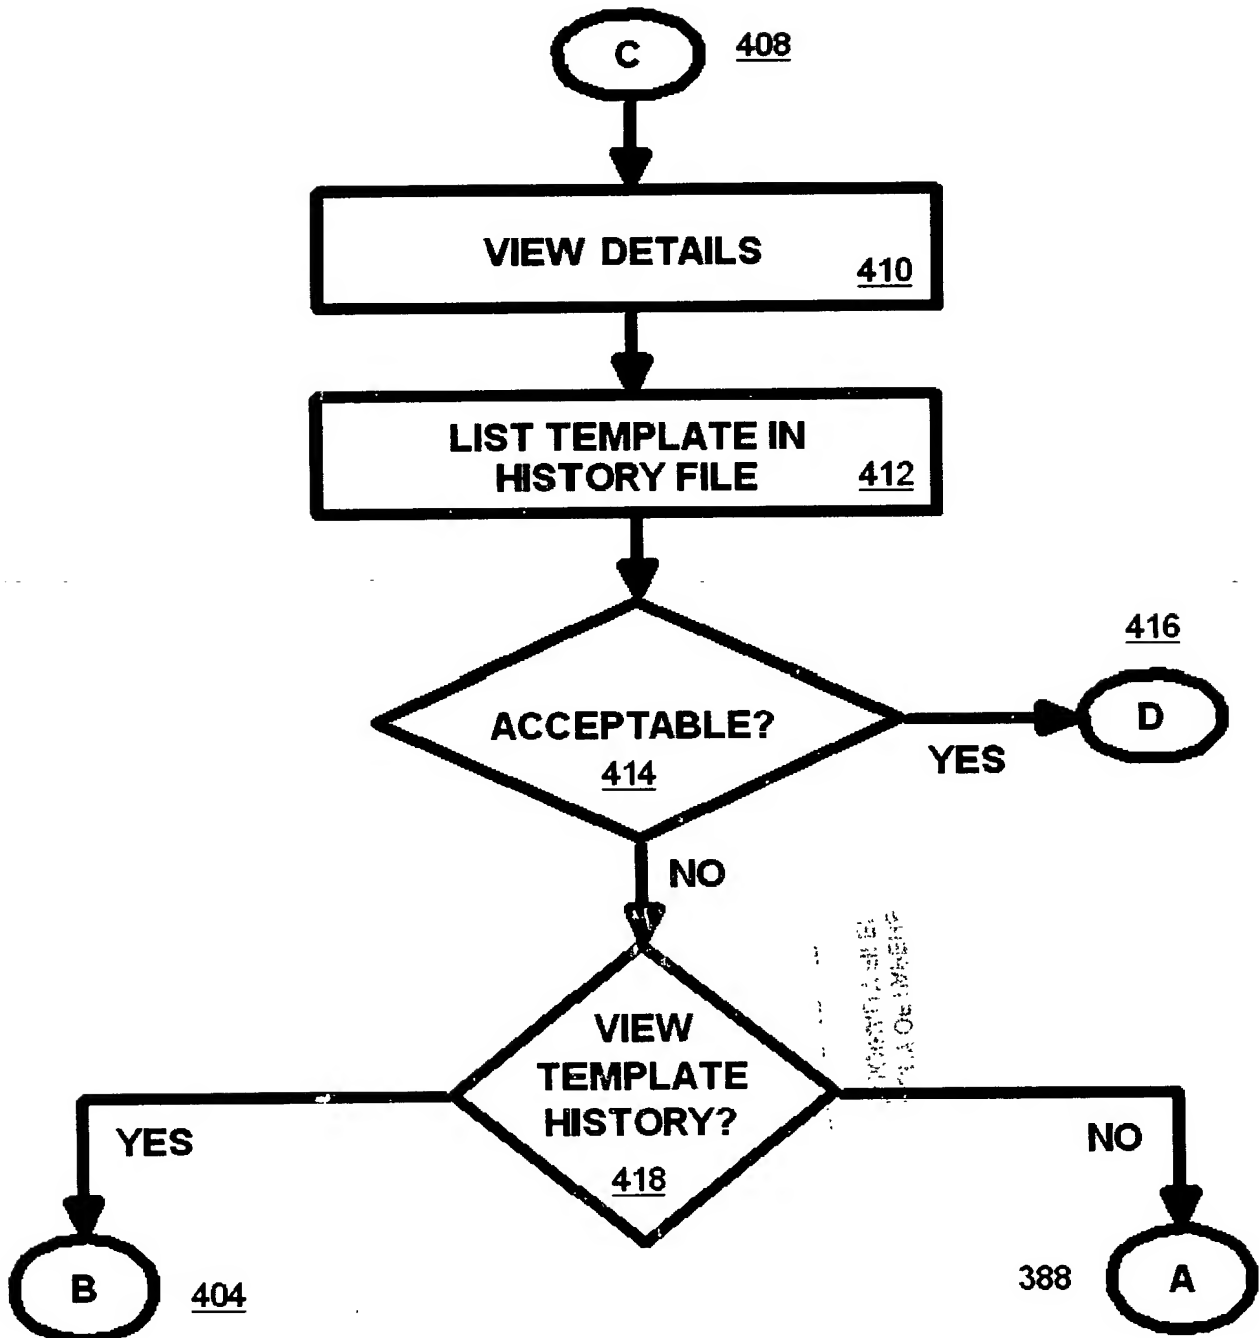 C
408
VIEW DETAILS
410
LIST TEMPLATE IN
HISTORY FILE
412
ACCEPTABLE?
414
YES
416
D
NO
VIEW
TEMPLATE
HISTORY?
418
YES
NO
B
404
388
A